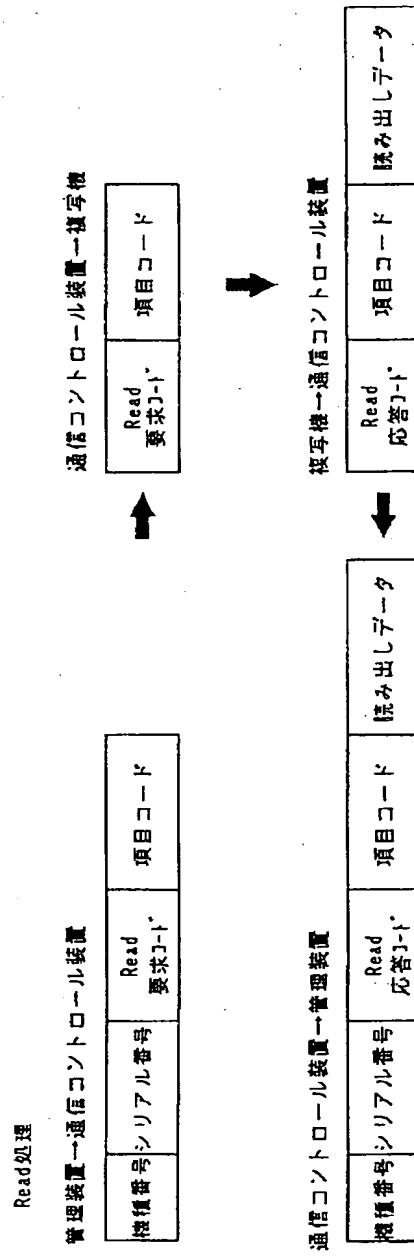 Read処理
管理装置→通信コントロール装置
機種番号 シリアル番号 Read 要求コード 項目コード
通信コントロール装置→複写機
Read 要求コード 項目コード
複写機→通信コントロール装置
Read 応答コード 項目コード 読み出しデータ
通信コントロール装置→管理装置
機種番号 シリアル番号 Read 応答コード 項目コード 読み出しデータ